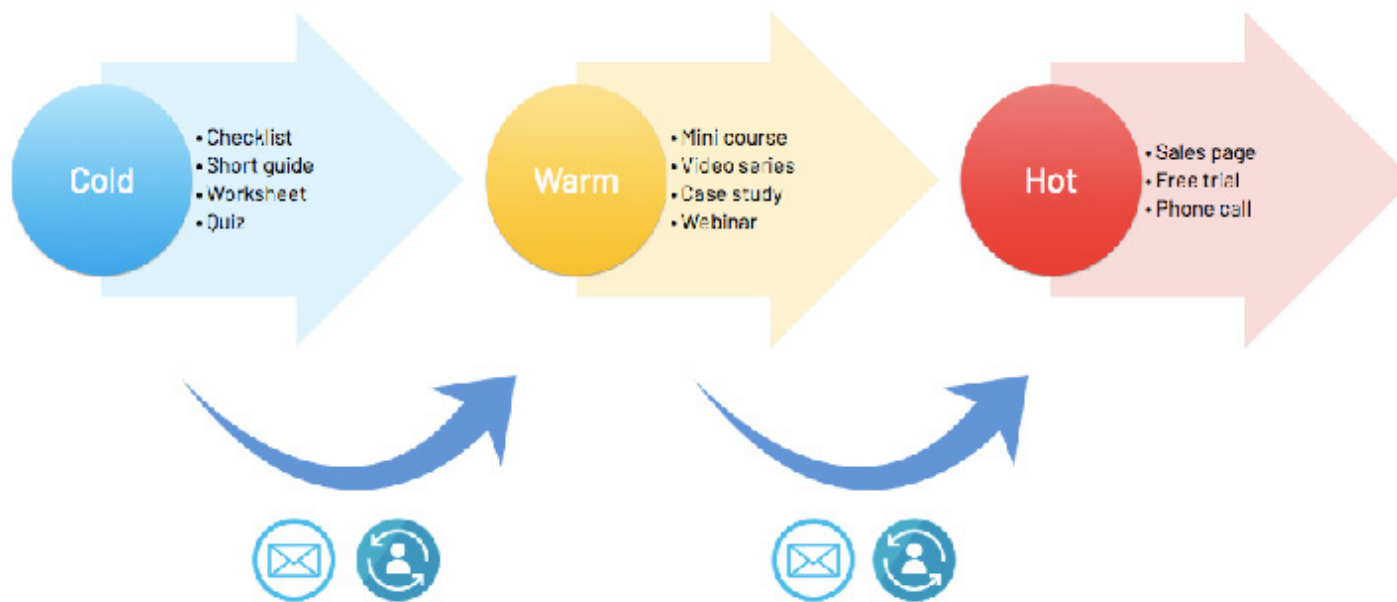 Cold
• Checklist
• Short guide
• Worksheet
• Quiz
Warm
• Mini course
• Video series
• Case study
• Webinar
Hot
• Sales page
• Free trial
• Phone call